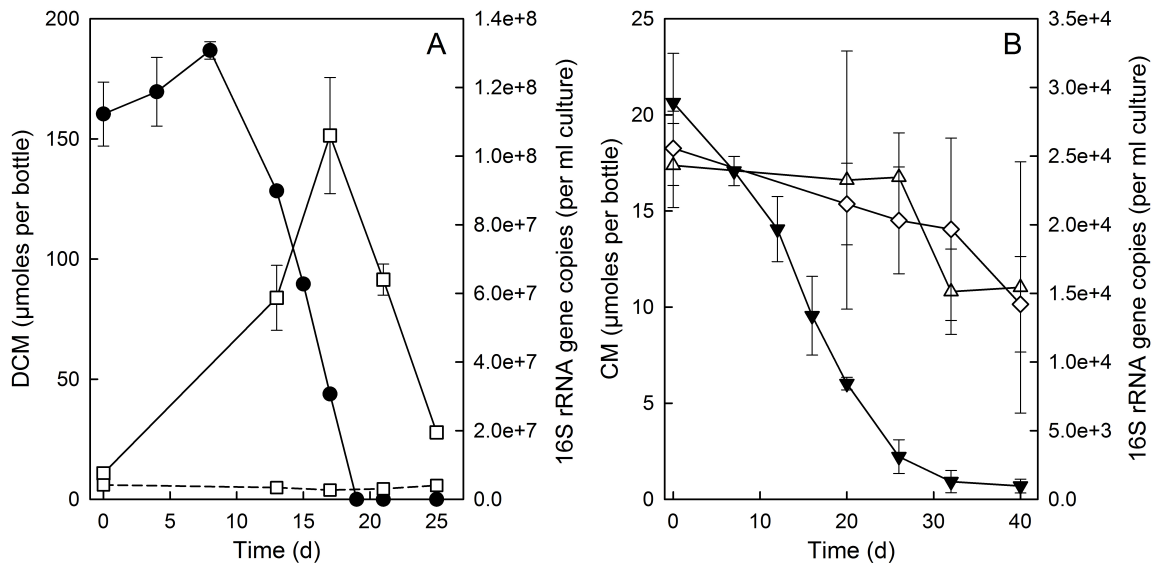 A
DCM (μmoles per bottle)
200
150
100
50
0
1.4e+8
1.2e+8
1.0e+8
8.0e+7
6.0e+7
4.0e+7
2.0e+7
0.0
16S rRNA gene copies (per ml culture)
0 5 10 15 20 25
Time (d)
B
CM (μmoles per bottle)
25
20
15
10
5
0
3.5e+4
3.0e+4
2.5e+4
2.0e+4
1.5e+4
1.0e+4
5.0e+3
0.0
16S rRNA gene copies (per ml culture)
0 10 20 30 40
Time (d)